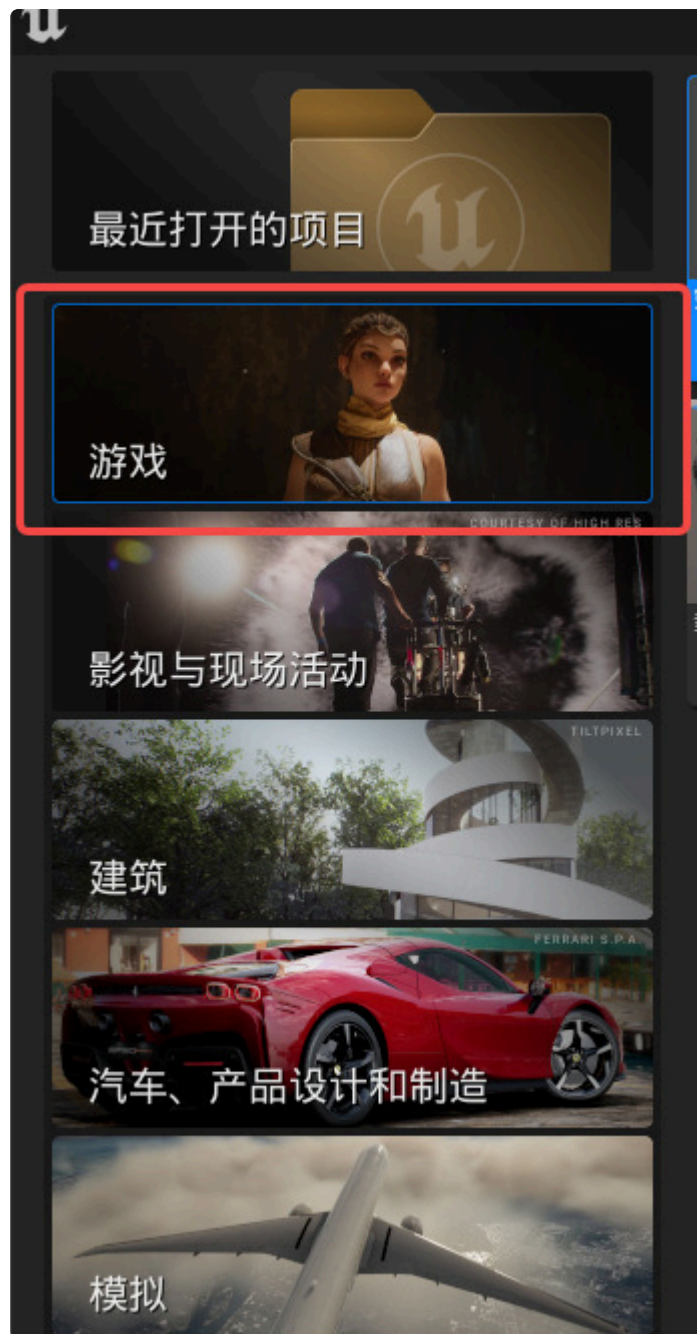 最近打开的项目
游戏
COURTESY OF HIGH RES
影视与现场活动
TILTPIXEL
建筑
FERRARI S.P.A
汽车、产品设计和制造
模拟